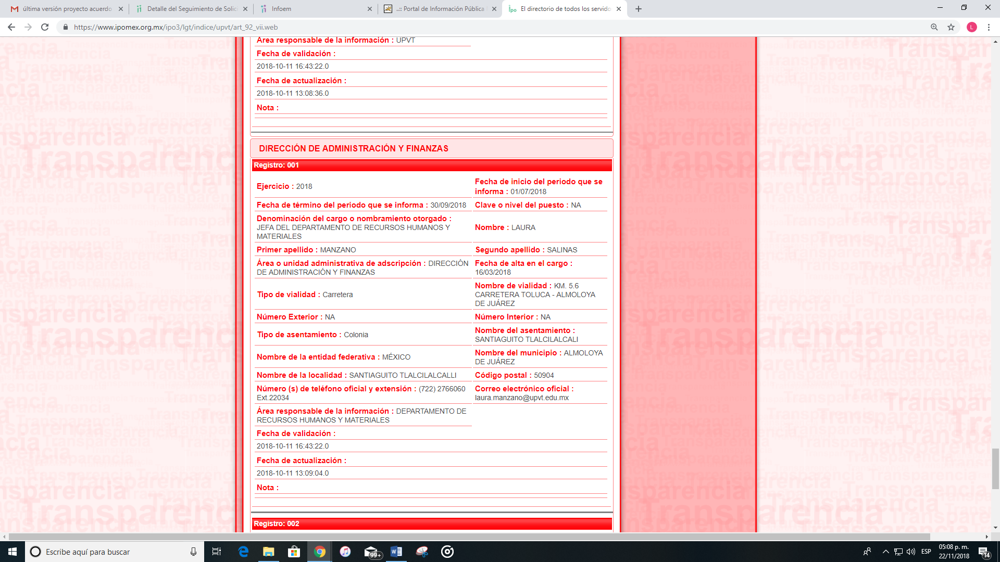 última versión proyecto acuerdo
Detalle del Seguimiento de Solici
Infoem
..:: Portal de Información Pública
El directorio de todos los servido
https://www.ipomex.org.mx/ipo3/lgt/indice/upvt/art_92_vii.web
L
Área responsable de la información : UPVT
Fecha de validación :
2018-10-11 16:43:22.0
Fecha de actualización :
2018-10-11 13:08:36.0
Nota :
DIRECCIÓN DE ADMINISTRACIÓN Y FINANZAS
Registro: 001
Ejercicio : 2018
Fecha de inicio del periodo que se
informa : 01/07/2018
Fecha de término del periodo que se informa : 30/09/2018
Clave o nivel del puesto : NA
Denominación del cargo o nombramiento otorgado :
JEFA DEL DEPARTAMENTO DE RECURSOS HUMANOS Y
MATERIALES
Nombre : LAURA
Primer apellido : MANZANO
Segundo apellido : SALINAS
Área o unidad administrativa de adscripción : DIRECCIÓN
DE ADMINISTRACIÓN Y FINANZAS
Fecha de alta en el cargo :
16/03/2018
Tipo de vialidad : Carretera
Nombre de vialidad : KM. 5.6
CARRETERA TOLUCA - ALMOLOYA
DE JUÁREZ
Número Exterior : NA
Número Interior : NA
Tipo de asentamiento : Colonia
Nombre del asentamiento :
SANTIAGUITO TLALCILALCALI
Nombre de la entidad federativa : MÉXICO
Nombre del municipio : ALMOLOYA
DE JUÁREZ
Nombre de la localidad : SANTIAGUITO TLALCILALCALLI
Código postal : 50904
Número (s) de teléfono oficial y extensión : (722) 2766060
Ext.22034
Correo electrónico oficial :
laura.manzano@upvt.edu.mx
Área responsable de la información : DEPARTAMENTO DE
RECURSOS HUMANOS Y MATERIALES
Fecha de validación :
2018-10-11 16:43:22.0
Fecha de actualización :
2018-10-11 13:09:04.0
Nota :
Registro: 002
Escribe aquí para buscar
99+
ESP
05:08 p. m.
22/11/2018
14